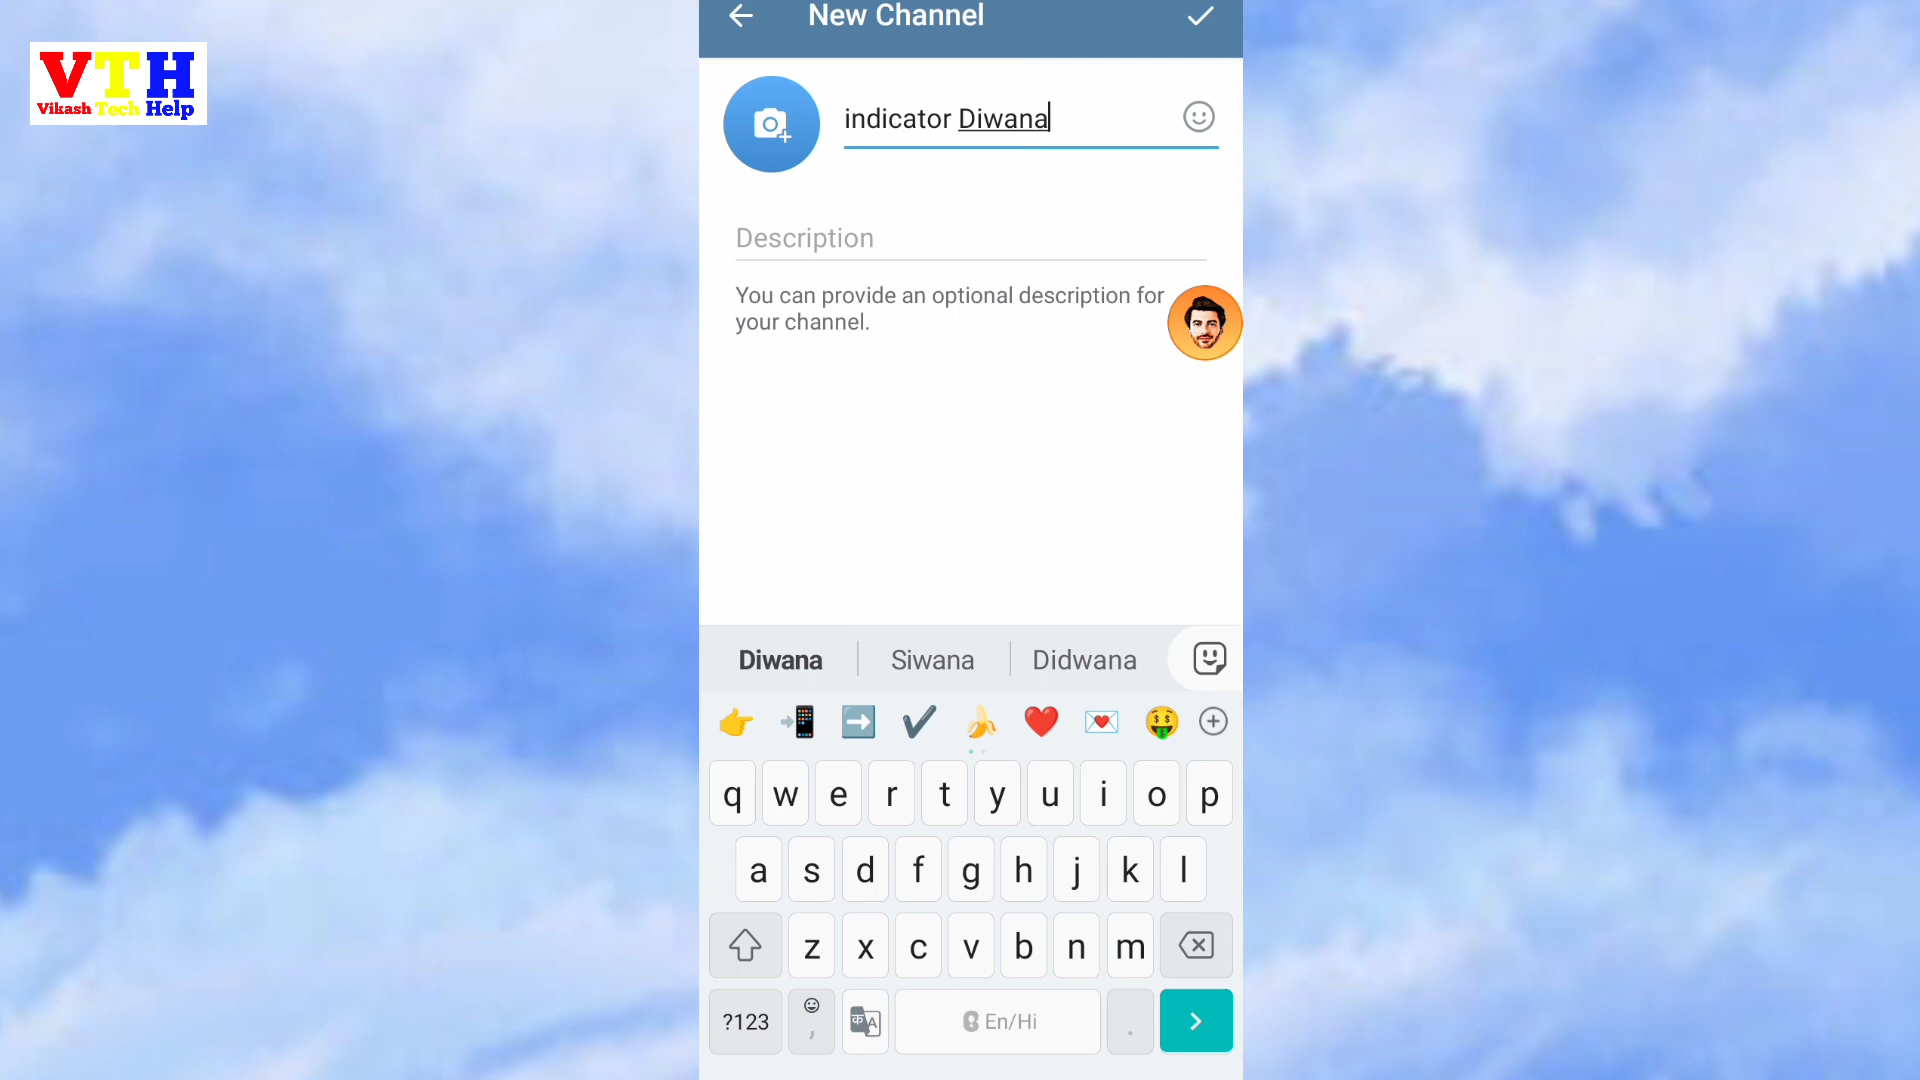 New Channel
VTH
Vikash Tech Help
indicator Diwana
Description
You can provide an optional description for
your channel.
Diwana
Siwana
Didwana
q w e r t y u i o p
a s d f g h j k l
z x c v b n m
?123 , क A En/Hi .